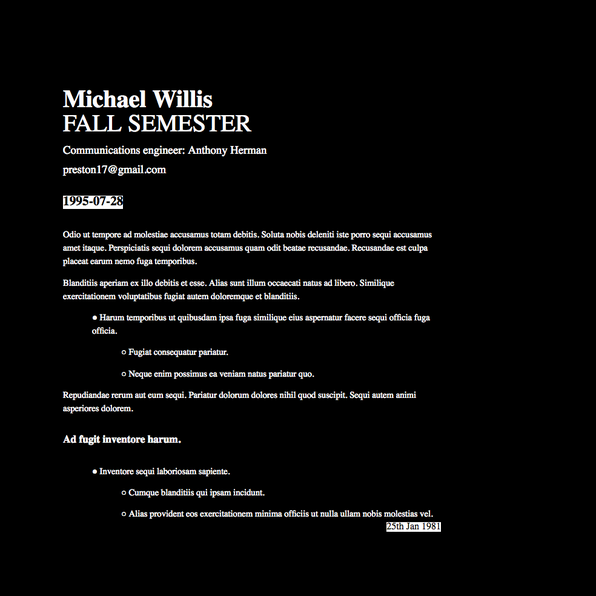 Michael Willis
FALL SEMESTER
Communications engineer: Anthony Herman
preston17@gmail.com
1995-07-28
Odio ut tempore ad molestiae accusamus totam debitis. Soluta nobis deleniti iste porro sequi accusamus
amet itaque. Perspiciatis sequi dolorem accusamus quam odit beatae recusandae. Recusandae est culpa
placeat earum nemo fuga temporibus.
Blanditiis aperiam ex illo debitis et esse. Alias sunt illum occaecati natus ad libero. Similique
exercitationem voluptatibus fugiat autem doloremque et blanditiis.
● Harum temporibus ut quibusdam ipsa fuga similique eius aspernatur facere sequi officia fuga
officia.
○ Fugiat consequatur pariatur.
○ Neque enim possimus ea veniam natus pariatur quo.
Repudiandae rerum aut eum sequi. Pariatur dolorum dolores nihil quod suscipit. Sequi autem animi
asperiores dolorem.
Ad fugit inventore harum.
● Inventore sequi laboriosam sapiente.
○ Cumque blanditiis qui ipsam incidunt.
○ Alias provident eos exercitationem minima officiis ut nulla ullam nobis molestias vel.
25th Jan 1981